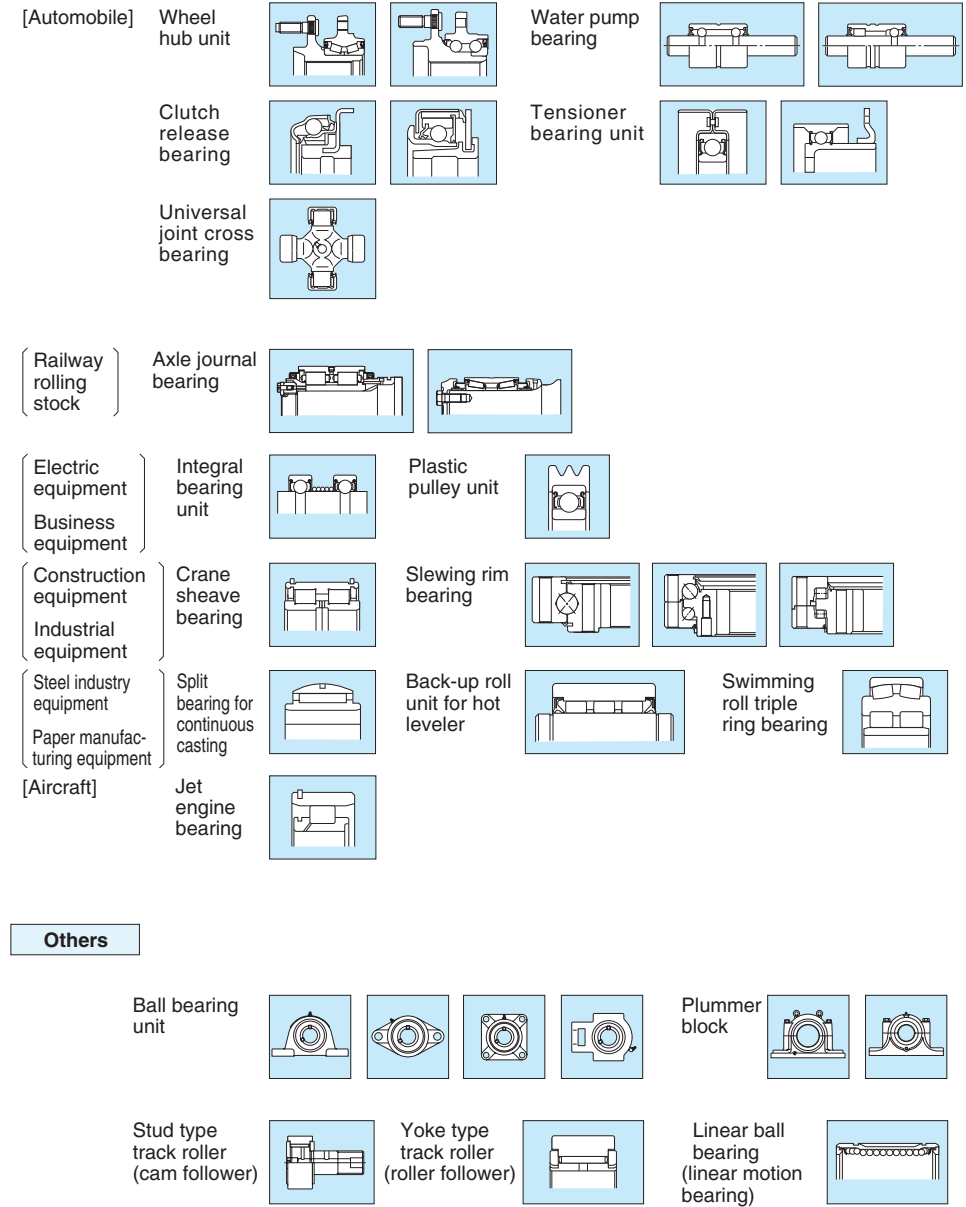 [Automobile]
Wheel
hub unit
Water pump
bearing
Clutch
release
bearing
Tensioner
bearing unit
Universal
joint cross
bearing
Railway
rolling
stock
Axle journal
bearing
Electric
equipment
Business
equipment
Integral
bearing
unit
Plastic
pulley unit
Construction
equipment
Industrial
equipment
Crane
sheave
bearing
Slewing rim
bearing
Steel industry
equipment
Paper manufac-
turing equipment
Split
bearing for
continuous
casting
Back-up roll
unit for hot
leveler
Swimming
roll triple
ring bearing
[Aircraft]
Jet
engine
bearing
Others
Ball bearing
unit
Plummer
block
Stud type
track roller
(cam follower)
Yoke type
track roller
(roller follower)
Linear ball
bearing
(linear motion
bearing)